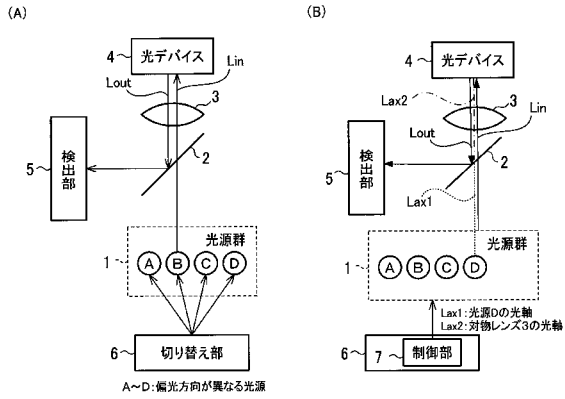 (A)
4
光デバイス
Lout
Lin
3
2
5
検出部
光源群
1
A
B
C
D
6
切り替え部
A~D:偏光方向が異なる光源
(B)
4
光デバイス
Lax2
3
Lin
Lout
2
5
検出部
Lax1
光源群
1
A
B
C
D
Lax1:光源Dの光軸
Lax2:対物レンズ3の光軸
6
7
制御部